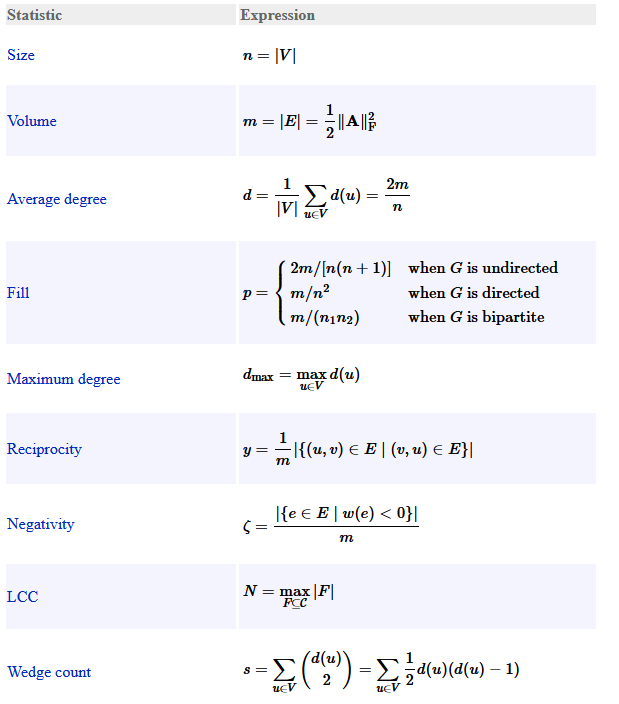 Statistic Expression
Size n = |V|
Volume m = |E| = 1/2 ‖A‖²_F
Average degree d = 1/|V| ∑_{u∈V} d(u) = 2m/n
Fill p = { 2m/[n(n + 1)] when G is undirected
m/n² when G is directed
m/(n₁n₂) when G is bipartite
Maximum degree d_max = max_{u∈V} d(u)
Reciprocity y = 1/m |{(u, v) ∈ E | (v, u) ∈ E}|
Negativity ζ = |{e ∈ E | w(e) < 0}| / m
LCC N = max_{F⊆C} |F|
Wedge count s = ∑_{u∈V} (d(u) 2) = ∑_{u∈V} 1/2 d(u)(d(u) − 1)